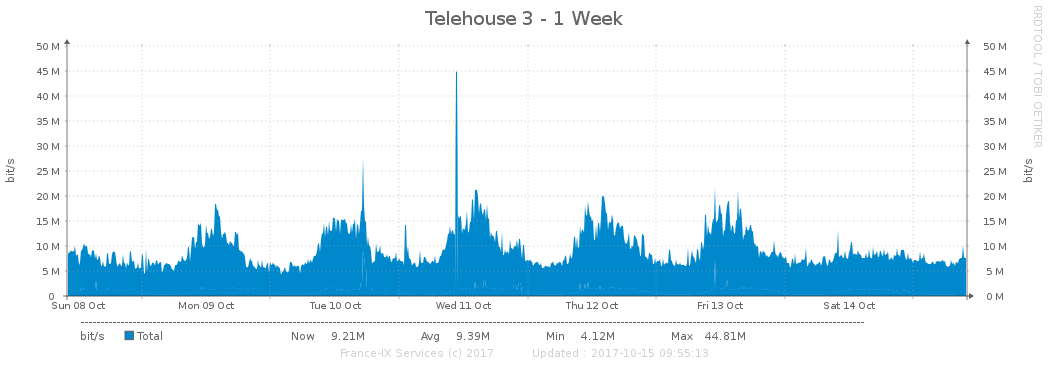 Telehouse 3 - 1 Week
RRDTOOL / TOBI OETIKER
bit/s
bit/s
50 M 50 M
45 M 45 M
40 M 40 M
35 M 35 M
30 M 30 M
25 M 25 M
20 M 20 M
15 M 15 M
10 M 10 M
5 M 5 M
0 0 M
Sun 08 Oct Mon 09 Oct Tue 10 Oct Wed 11 Oct Thu 12 Oct Fri 13 Oct Sat 14 Oct
bit/s Total Now 9.21M Avg 9.39M Min 4.12M Max 44.81M
France-IX Services (c) 2017 Updated : 2017-10-15 09:55:13